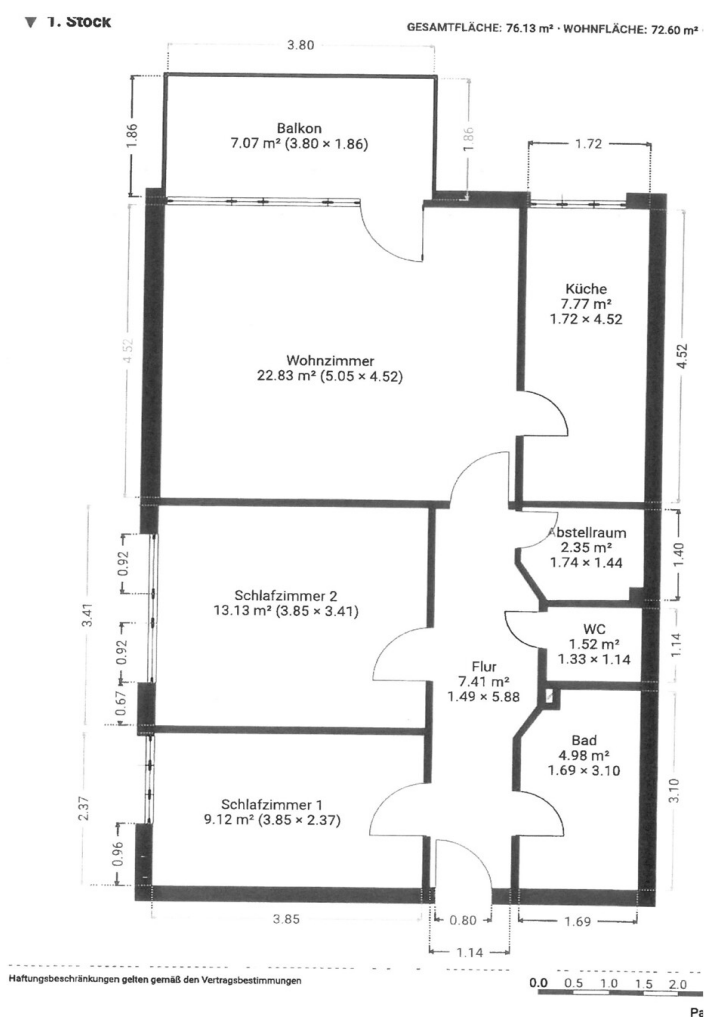 ▼ 1. Stock
GESAMTFLÄCHE: 76.13 m² · WOHNFLÄCHE: 72.60 m² ·
3.80
Balkon
7.07 m² (3.80 × 1.86)
1.86
1.86
1.72
Küche
7.77 m²
1.72 × 4.52
4.52
4.52
Wohnzimmer
22.83 m² (5.05 × 4.52)
Abstellraum
2.35 m²
1.74 × 1.44
1.40
0.92
3.41
Schlafzimmer 2
13.13 m² (3.85 × 3.41)
WC
1.52 m²
1.33 × 1.14
1.14
0.92
Flur
7.41 m²
1.49 × 5.88
0.67
Bad
4.98 m²
1.69 × 3.10
3.10
2.37
Schlafzimmer 1
9.12 m² (3.85 × 2.37)
0.96
3.85
0.80
1.69
1.14
Haftungsbeschränkungen gelten gemäß den Vertragsbestimmungen
0.0 0.5 1.0 1.5 2.0
Pa